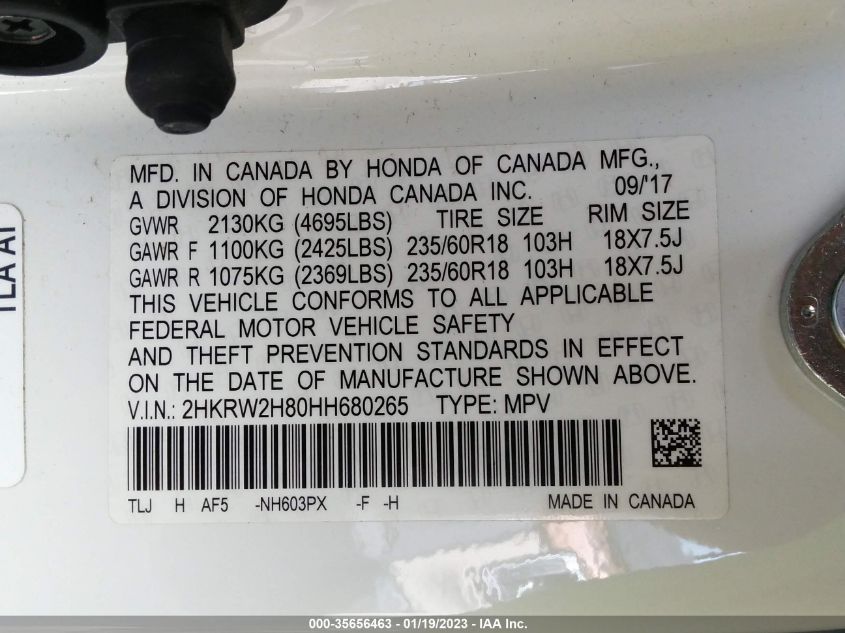 MFD. IN CANADA BY HONDA OF CANADA MFG.,
A DIVISION OF HONDA CANADA INC. 09/'17
GVWR 2130KG (4695LBS) TIRE SIZE RIM SIZE
GAWR F 1100KG (2425LBS) 235/60R18 103H 18X7.5J
GAWR R 1075KG (2369LBS) 235/60R18 103H 18X7.5J
THIS VEHICLE CONFORMS TO ALL APPLICABLE
FEDERAL MOTOR VEHICLE SAFETY
AND THEFT PREVENTION STANDARDS IN EFFECT
ON THE DATE OF MANUFACTURE SHOWN ABOVE.
V.I.N.: 2HKRW2H80HH680265 TYPE: MPV
TLJ H AF5 -NH603PX -F -H MADE IN CANADA
TLA A1
000-35656463 - 01/19/2023 - IAA Inc.